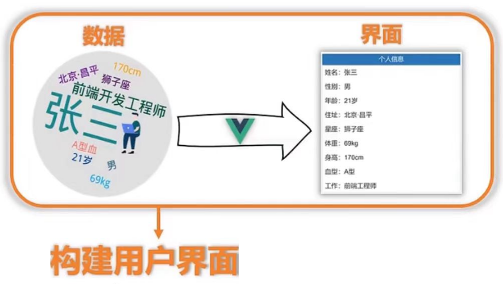 数据
界面
170cm
北京·昌平
狮子座
前端开发工程师
张三
A型血
21岁
男
69kg
个人信息
姓名：张三
性别：男
年龄：21岁
住址：北京·昌平
星座：狮子座
体重：69kg
身高：170cm
血型：A型
工作：前端工程师
构建用户界面